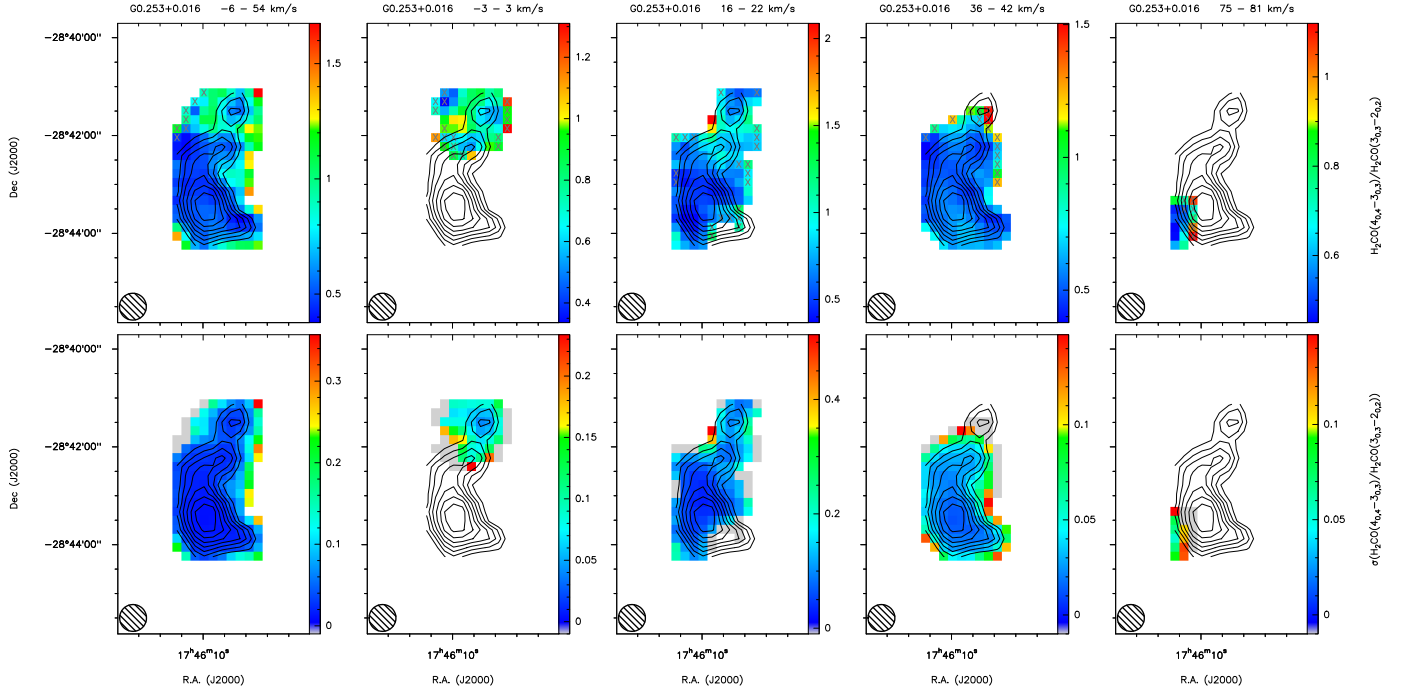 G0.253+0.016 −6 − 54 km/s
G0.253+0.016 −3 − 3 km/s
G0.253+0.016 16 − 22 km/s
G0.253+0.016 36 − 42 km/s
G0.253+0.016 75 − 81 km/s
−28°40'00"
−28°42'00"
−28°44'00"
Dec (J2000)
1.5
1
0.5
1.2
1
0.8
0.6
0.4
2
1.5
1
0.5
1.5
1
0.5
1
0.8
0.6
H₂CO(4₀,₄−3₀,₃)/H₂CO(3₀,₃−2₀,₂)
−28°40'00"
−28°42'00"
−28°44'00"
Dec (J2000)
0.3
0.2
0.1
0
0.2
0.15
0.1
0.05
0
0.4
0.2
0
0.1
0.05
0
0.1
0.05
0
σ(H₂CO(4₀,₄−3₀,₃)/H₂CO(3₀,₃−2₀,₂))
17ʰ46ᵐ10ˢ
17ʰ46ᵐ10ˢ
17ʰ46ᵐ10ˢ
17ʰ46ᵐ10ˢ
17ʰ46ᵐ10ˢ
R.A. (J2000)
R.A. (J2000)
R.A. (J2000)
R.A. (J2000)
R.A. (J2000)